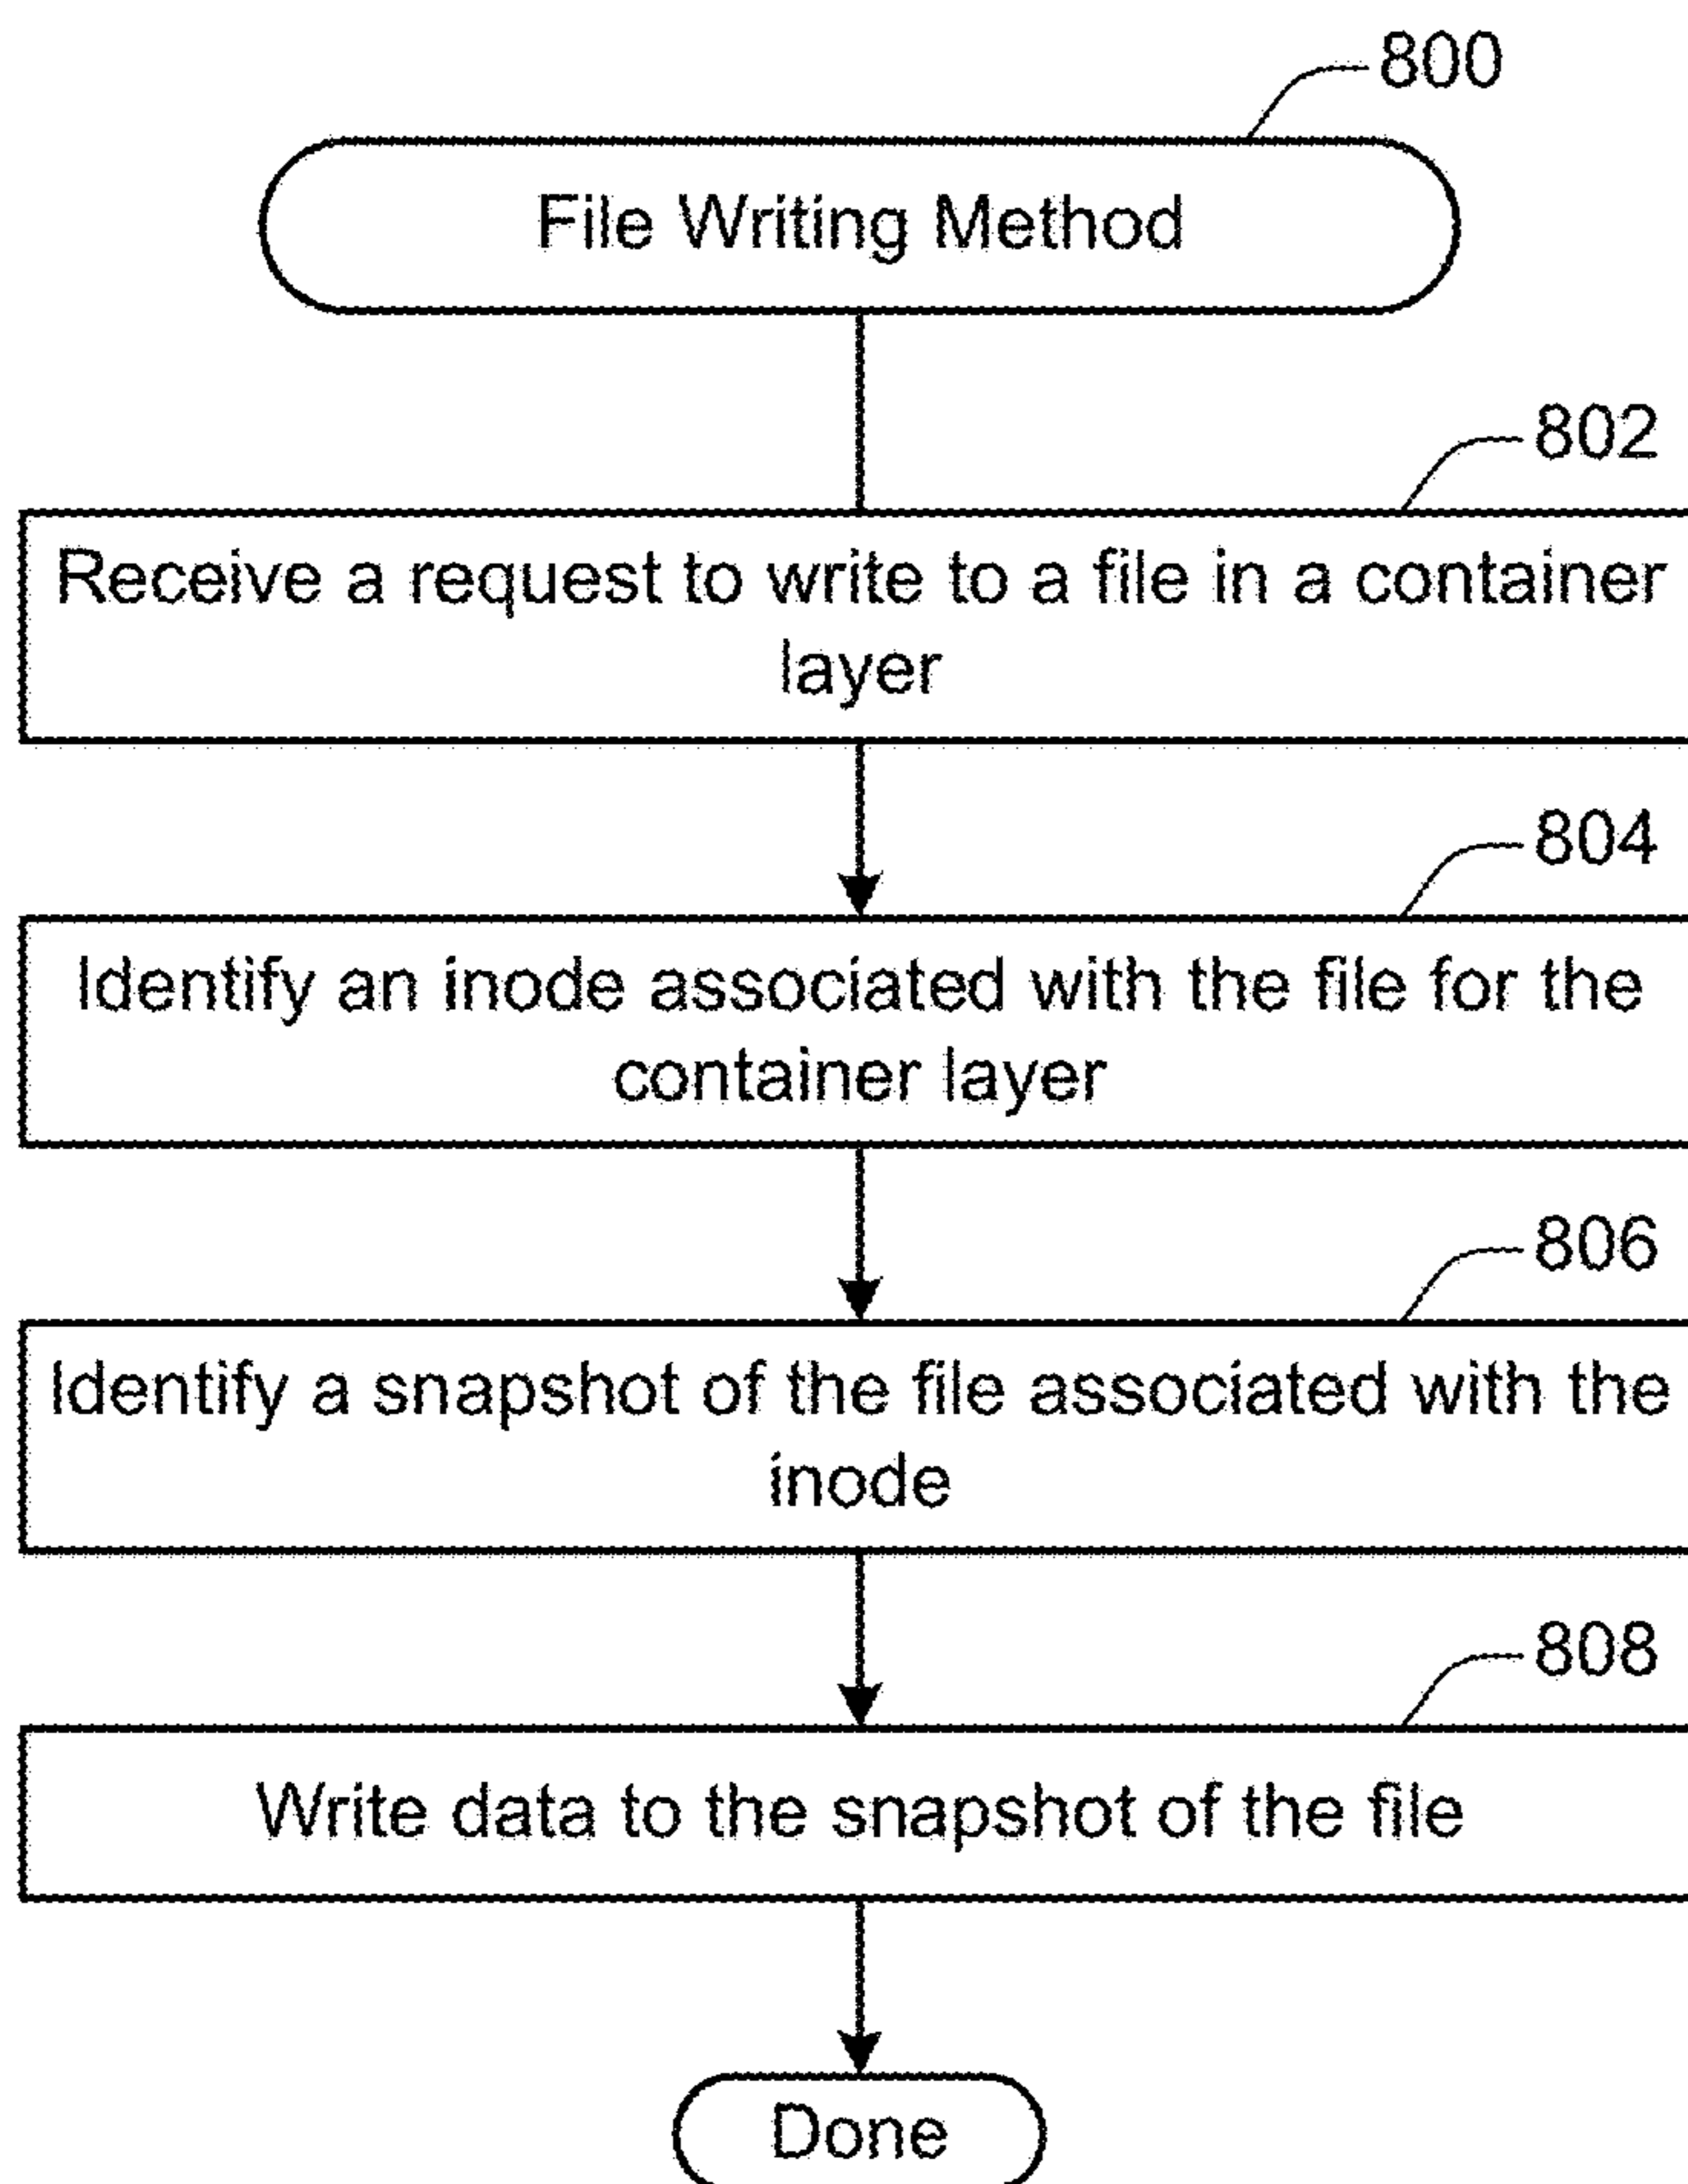 800
File Writing Method
802
Receive a request to write to a file in a container
layer
804
Identify an inode associated with the file for the
container layer
806
Identify a snapshot of the file associated with the
inode
808
Write data to the snapshot of the file
Done